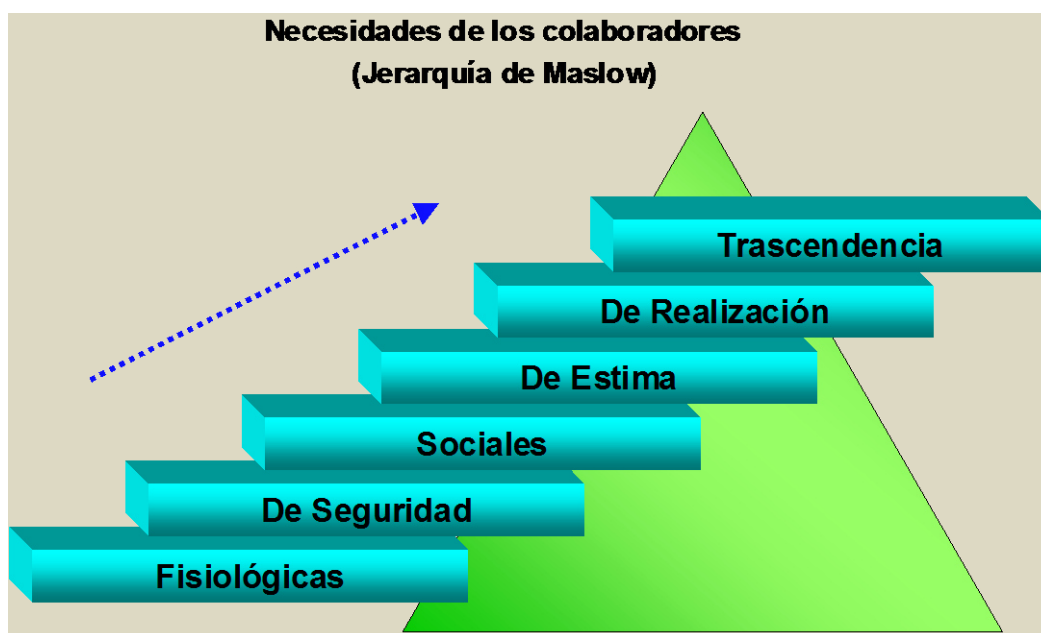 Necesidades de los colaboradores
(Jerarquía de Maslow)
Trascendencia
De Realización
De Estima
Sociales
De Seguridad
Fisiológicas